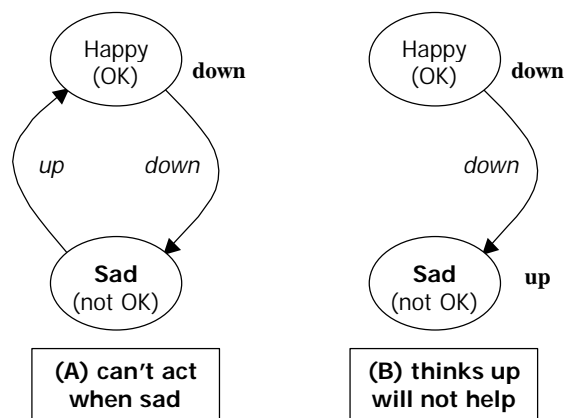 Happy
(OK)
down
up
down
Sad
(not OK)
(A) can't act
when sad
Happy
(OK)
down
down
Sad
(not OK)
up
(B) thinks up
will not help